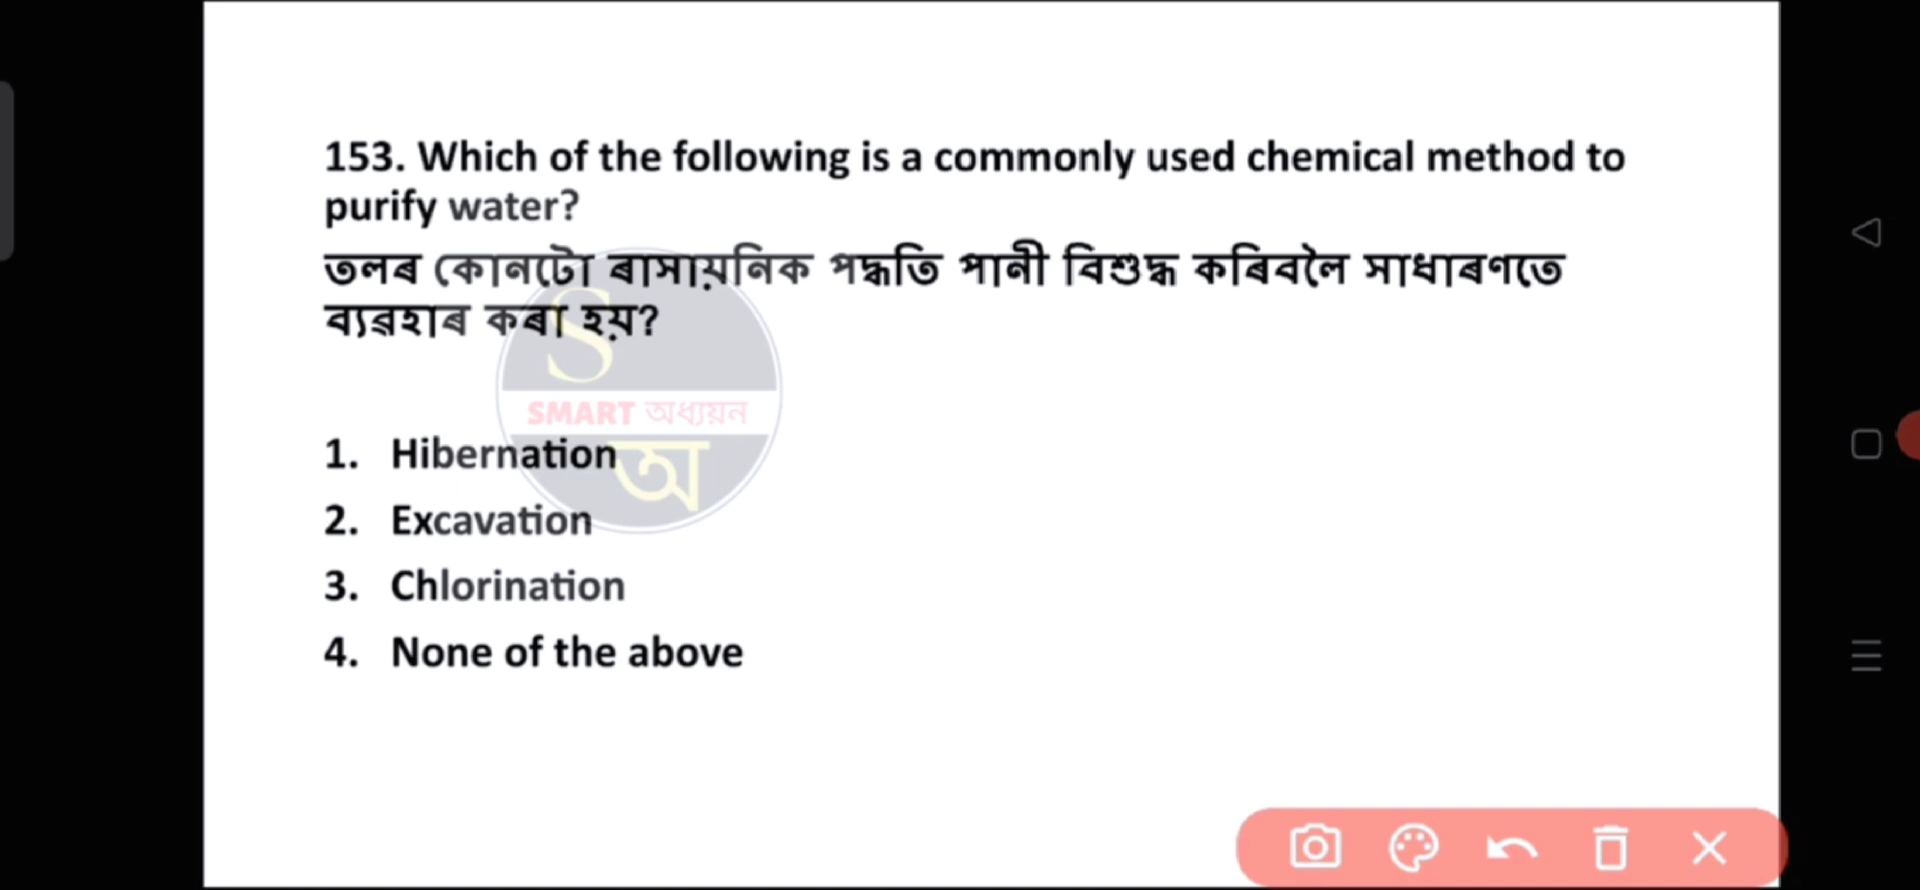 153. Which of the following is a commonly used chemical method to
purify water?
তলৰ কোনটো ৰাসায়নিক পদ্ধতি পানী বিশুদ্ধ কৰিবলৈ সাধাৰণতে
ব্যৱহাৰ কৰা হয়?
S
SMART অধ্যয়ন
অ
1. Hibernation
2. Excavation
3. Chlorination
4. None of the above